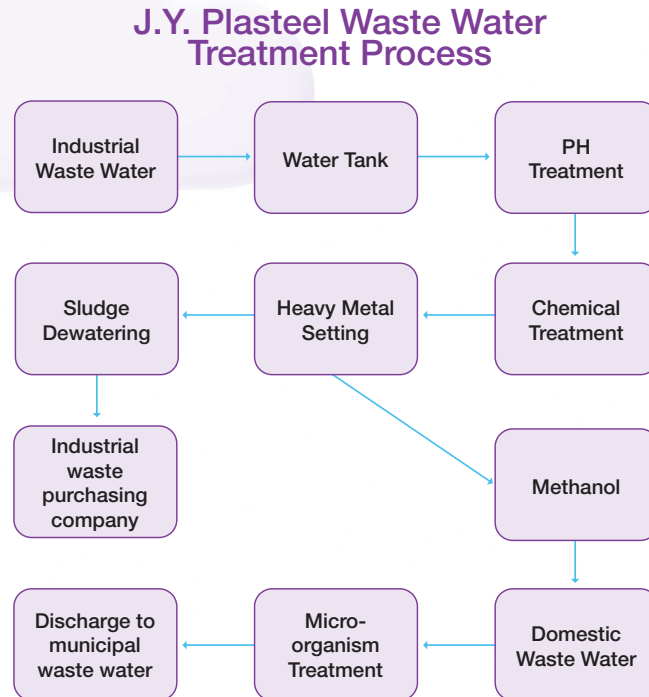 J.Y. Plasteel Waste Water
Treatment Process
Industrial
Waste Water
Water Tank
PH
Treatment
Sludge
Dewatering
Heavy Metal
Setting
Chemical
Treatment
Industrial
waste
purchasing
company
Methanol
Discharge to
municipal
waste water
Micro-
organism
Treatment
Domestic
Waste Water